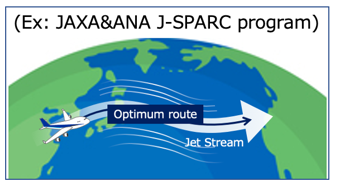 (Ex: JAXA&ANA J-SPARC program)
Optimum route
Jet Stream